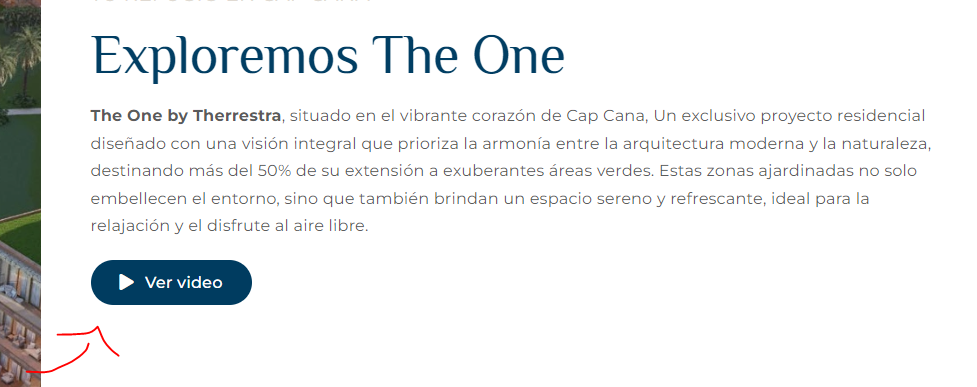 Exploremos The One
The One by Therrestra, situado en el vibrante corazón de Cap Cana, Un exclusivo proyecto residencial
diseñado con una visión integral que prioriza la armonía entre la arquitectura moderna y la naturaleza,
destinando más del 50% de su extensión a exuberantes áreas verdes. Estas zonas ajardinadas no solo
embellecen el entorno, sino que también brindan un espacio sereno y refrescante, ideal para la
relajación y el disfrute al aire libre.
Ver video